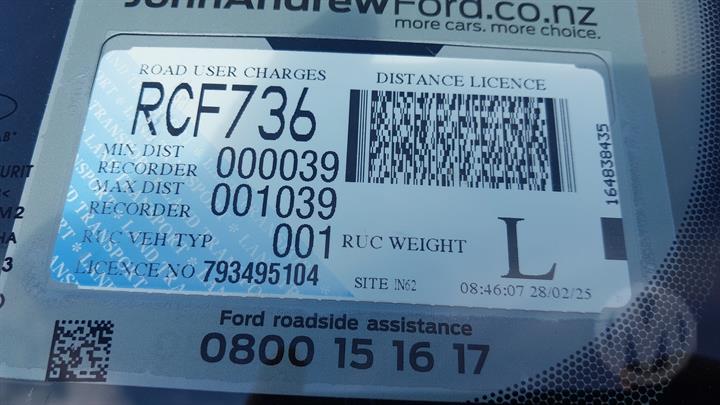 JohnAndrewFord.co.nz
more cars. more choice.
ROAD USER CHARGES
DISTANCE LICENCE
RCF736
MIN DIST
RECORDER 000039
MAX DIST
RECORDER 001039
RUC VEH TYP 001 RUC WEIGHT L
LICENCE NO 793495104
SITE IN62
08:46:07 28/02/25
164838435
Ford roadside assistance
0800 15 16 17
LAND TRANSPORT